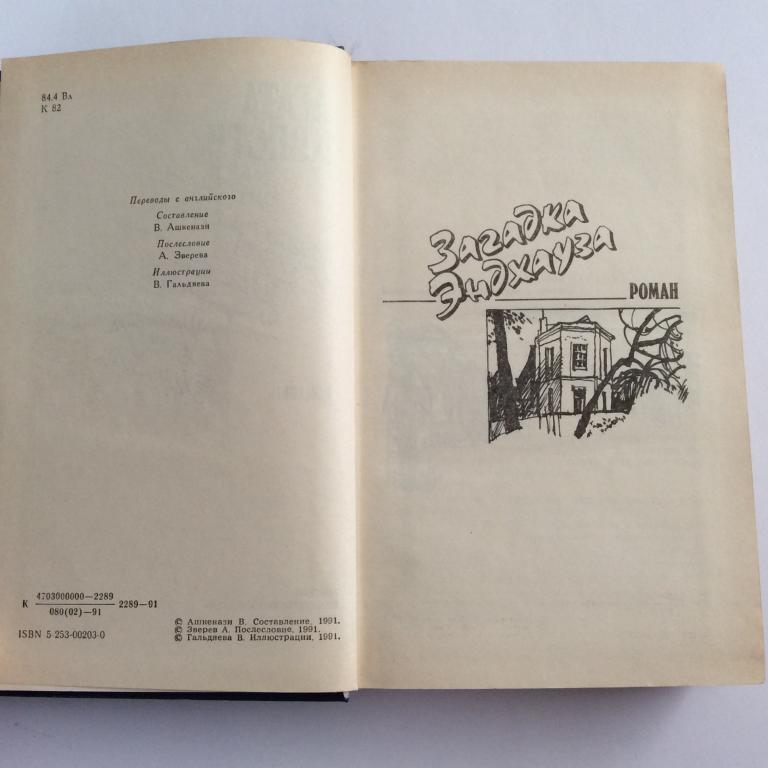 84.4 Вл
К 82
Переводы с английского
Составление
В. Ашкенази
Послесловие
А. Зверева
Иллюстрации
В. Гальдяева
К 4703000000—2289
080(02)—91 2289—91
ISBN 5-253-00203-0
© Ашкенази В. Составление, 1991.
© Зверев А. Послесловие, 1991.
© Гальдяева В. Иллюстрации, 1991.
Загадка
Эндхауза
РОМАН